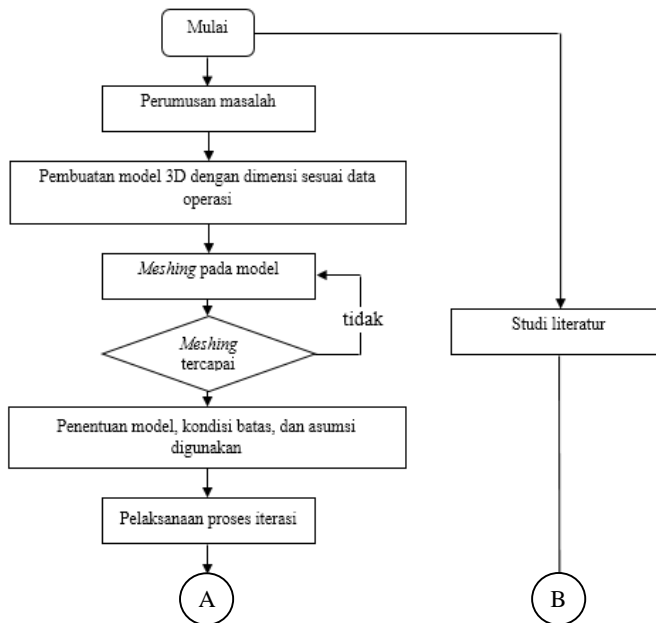 Mulai
Perumusan masalah
Pembuatan model 3D dengan dimensi sesuai data
operasi
Meshing pada model
tidak
Meshing
tercapai
Studi literatur
Penentuan model, kondisi batas, dan asumsi
digunakan
Pelaksanaan proses iterasi
A
B